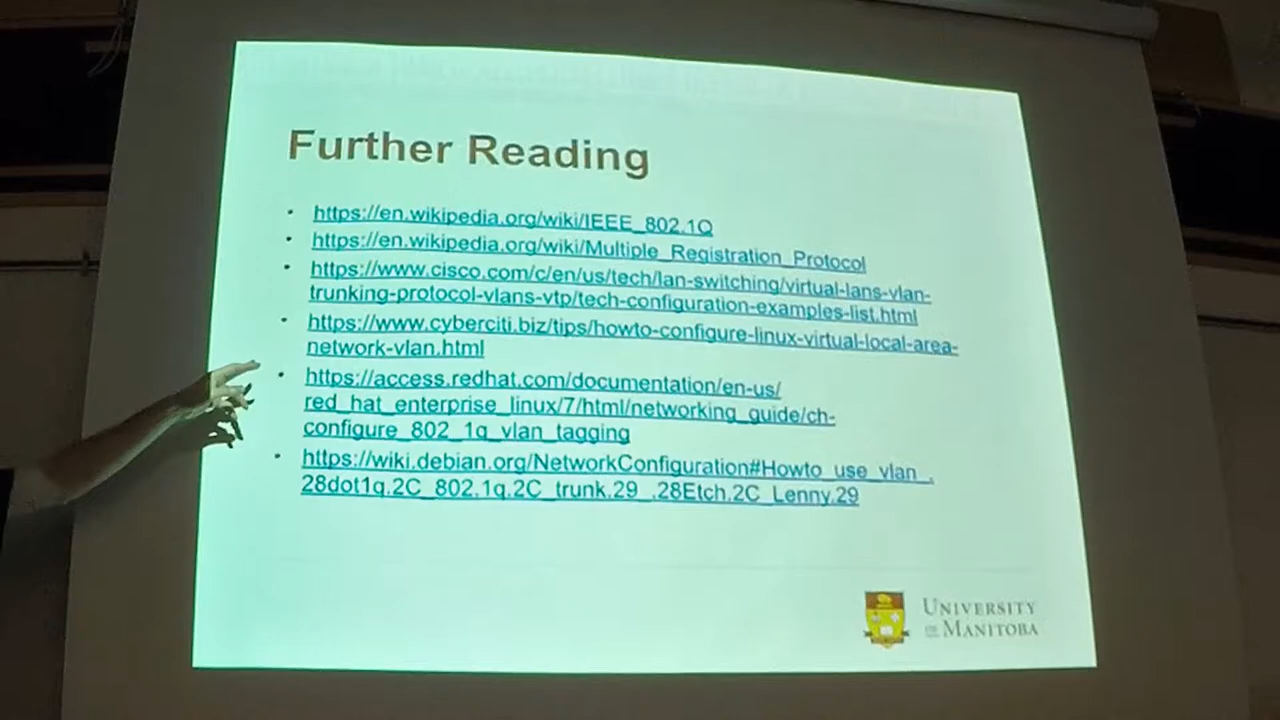 Further Reading
• https://en.wikipedia.org/wiki/IEEE_802.1Q
• https://en.wikipedia.org/wiki/Multiple_Registration_Protocol
• https://www.cisco.com/c/en/us/tech/lan-switching/virtual-lans-vlan-
trunking-protocol-vlans-vtp/tech-configuration-examples-list.html
• https://www.cyberciti.biz/tips/howto-configure-linux-virtual-local-area-
network-vlan.html
• https://access.redhat.com/documentation/en-us/
red_hat_enterprise_linux/7/html/networking_guide/ch-
configure_802_1q_vlan_tagging
• https://wiki.debian.org/NetworkConfiguration#Howto_use_vlan_.
28dot1q.2C_802.1q.2C_trunk.29_.28Etch.2C_Lenny.29
UNIVERSITY
OF MANITOBA